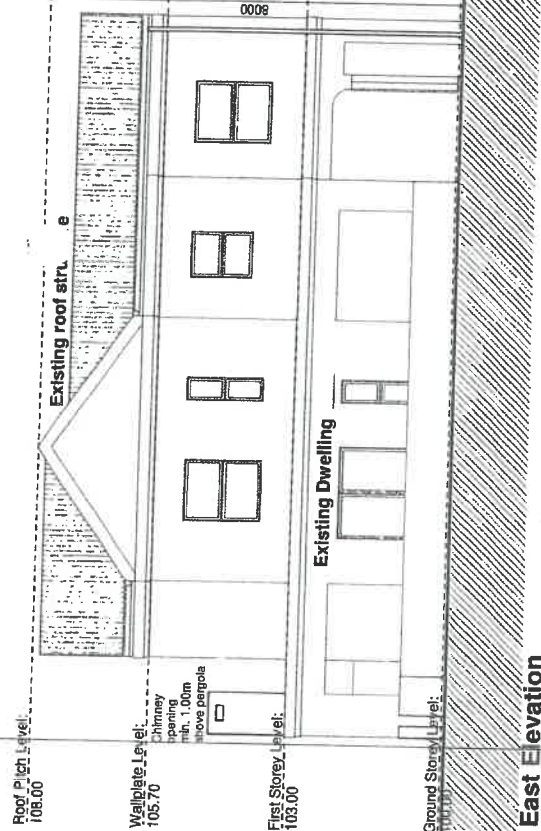 8000
Existing roof stru e
Roof Pitch Level:
108.00
Wallplate Level:
105.70
Chimney
opening
min. 1.00m
above pergola
Existing Dwelling
First Storey Level:
103.00
Ground Storey Level:
East Elevation